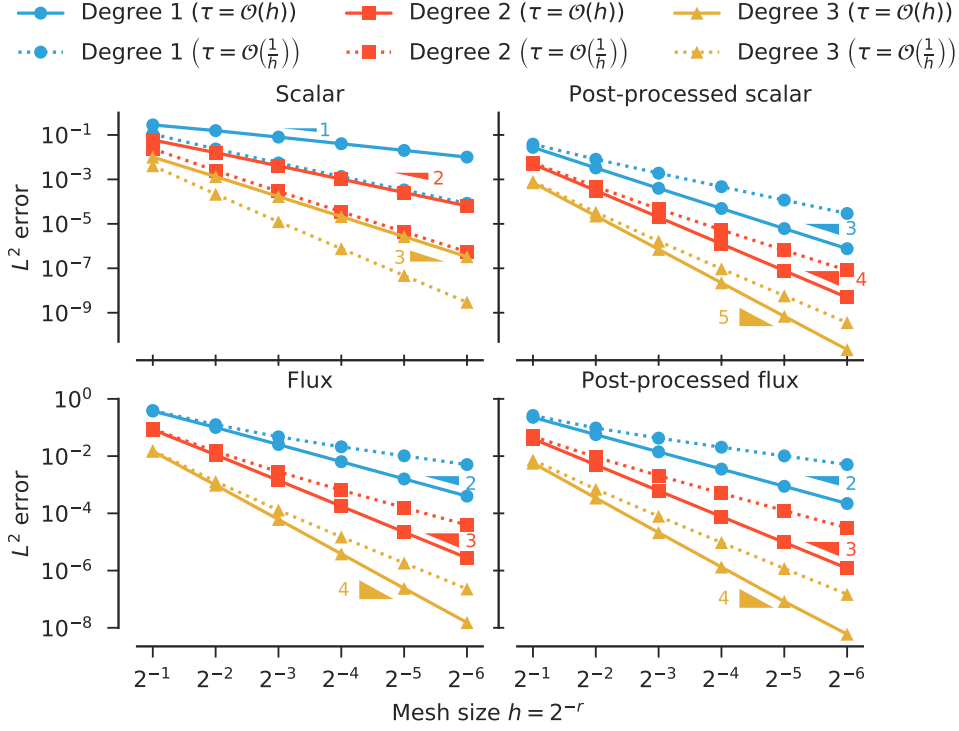 Degree 1 (τ = 𝒪(h)) Degree 2 (τ = 𝒪(h)) Degree 3 (τ = 𝒪(h))
Degree 1 (τ = 𝒪(1/h)) Degree 2 (τ = 𝒪(1/h)) Degree 3 (τ = 𝒪(1/h))
Scalar
L² error
10⁻¹
10⁻³
10⁻⁵
10⁻⁷
10⁻⁹
1
2
3
Post-processed scalar
3
4
5
Flux
L² error
10⁰
10⁻²
10⁻⁴
10⁻⁶
10⁻⁸
2
3
4
2⁻¹ 2⁻² 2⁻³ 2⁻⁴ 2⁻⁵ 2⁻⁶
Post-processed flux
2
3
4
2⁻¹ 2⁻² 2⁻³ 2⁻⁴ 2⁻⁵ 2⁻⁶
Mesh size h = 2⁻ʳ